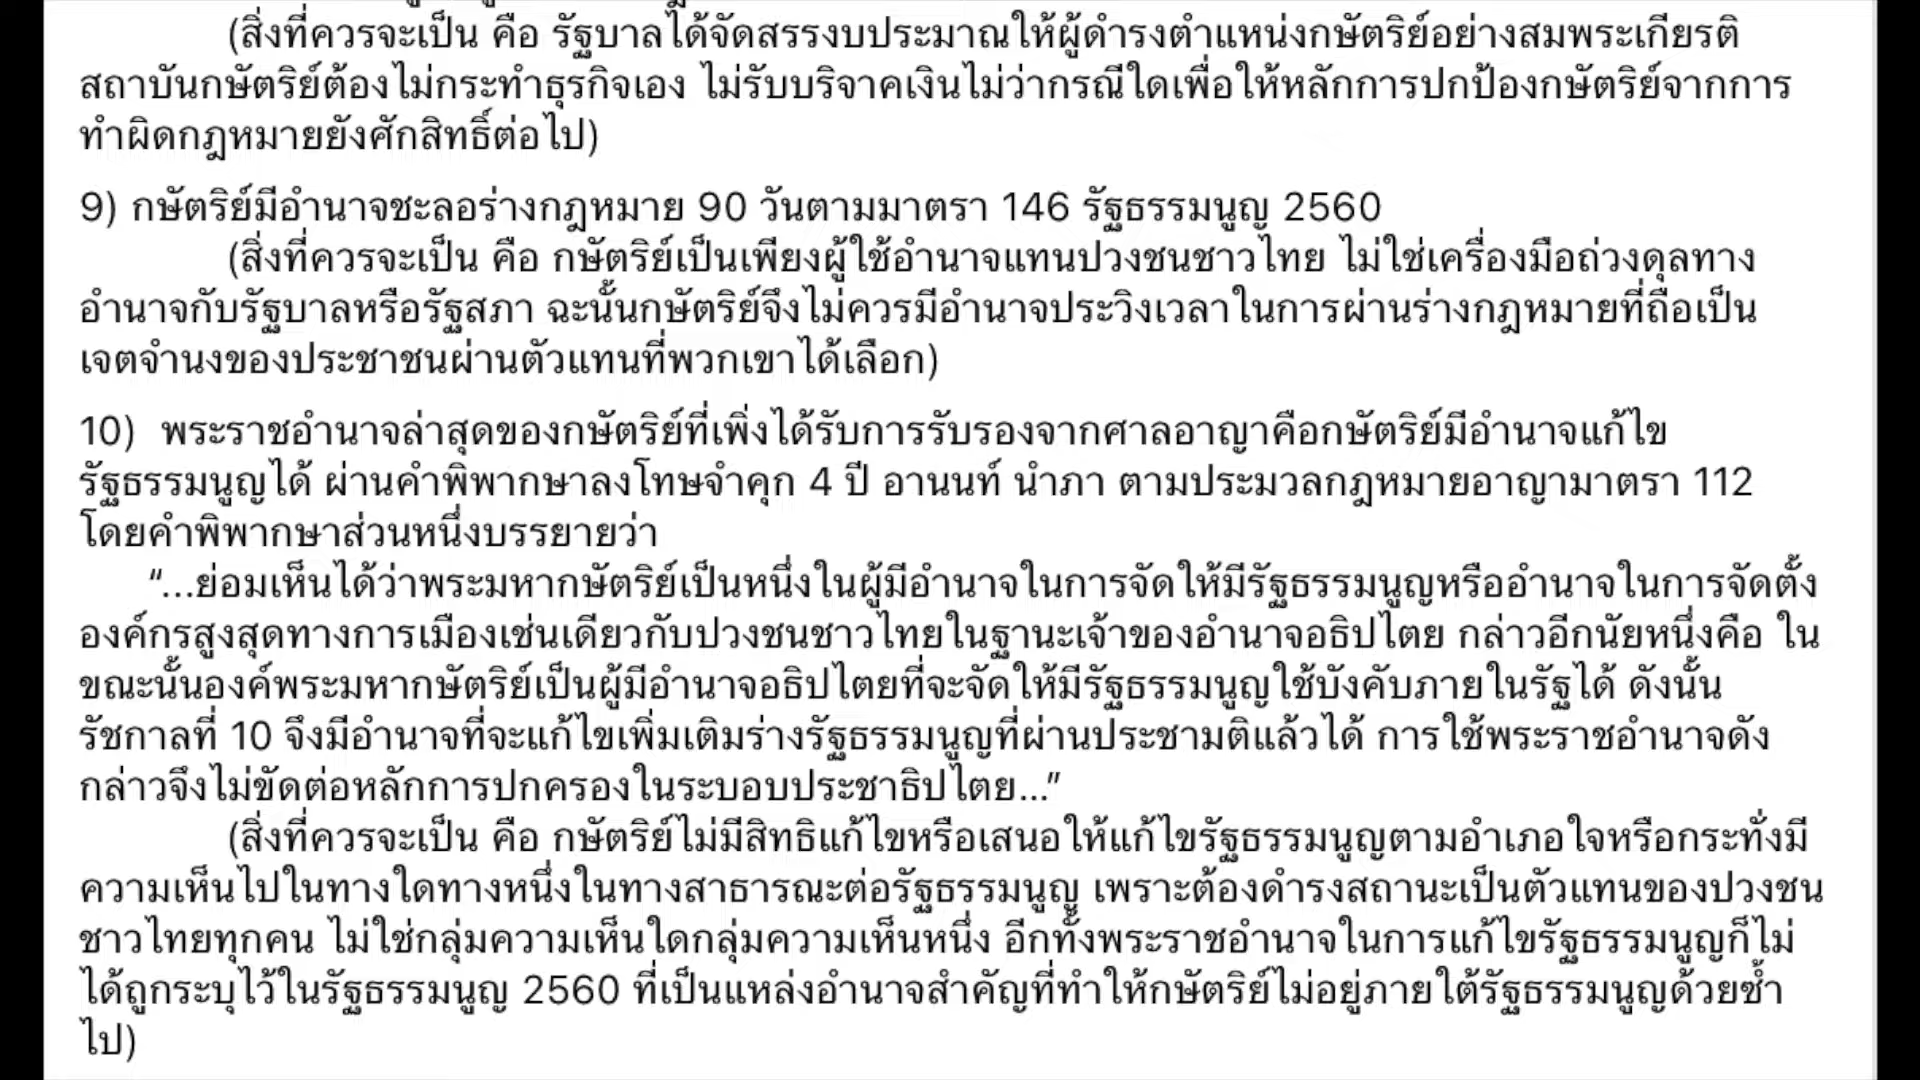 (สิ่งที่ควรจะเป็น คือ รัฐบาลได้จัดสรรงบประมาณให้ผู้ดำรงตำแหน่งกษัตริย์อย่างสมพระเกียรติ
สถาบันกษัตริย์ต้องไม่กระทำธุรกิจเอง ไม่รับบริจาคเงินไม่ว่ากรณีใดเพื่อให้หลักการปกป้องกษัตริย์จากการ
ทำผิดกฎหมายยังศักสิทธิ์ต่อไป)
9) กษัตริย์มีอำนาจชะลอร่างกฎหมาย 90 วันตามมาตรา 146 รัฐธรรมนูญ 2560
(สิ่งที่ควรจะเป็น คือ กษัตริย์เป็นเพียงผู้ใช้อำนาจแทนปวงชนชาวไทย ไม่ใช่เครื่องมือถ่วงดุลทาง
อำนาจกับรัฐบาลหรือรัฐสภา ฉะนั้นกษัตริย์จึงไม่ควรมีอำนาจประวิงเวลาในการผ่านร่างกฎหมายที่ถือเป็น
เจตจำนงของประชาชนผ่านตัวแทนที่พวกเขาได้เลือก)
10) พระราชอำนาจล่าสุดของกษัตริย์ที่เพิ่งได้รับการรับรองจากศาลอาญาคือกษัตริย์มีอำนาจแก้ไข
รัฐธรรมนูญได้ ผ่านคำพิพากษาลงโทษจำคุก 4 ปี อานนท์ นำภา ตามประมวลกฎหมายอาญามาตรา 112
โดยคำพิพากษาส่วนหนึ่งบรรยายว่า
“...ย่อมเห็นได้ว่าพระมหากษัตริย์เป็นหนึ่งในผู้มีอำนาจในการจัดให้มีรัฐธรรมนูญหรืออำนาจในการจัดตั้ง
องค์กรสูงสุดทางการเมืองเช่นเดียวกับปวงชนชาวไทยในฐานะเจ้าของอำนาจอธิปไตย กล่าวอีกนัยหนึ่งคือ ใน
ขณะนั้นองค์พระมหากษัตริย์เป็นผู้มีอำนาจอธิปไตยที่จะจัดให้มีรัฐธรรมนูญใช้บังคับภายในรัฐได้ ดังนั้น
รัชกาลที่ 10 จึงมีอำนาจที่จะแก้ไขเพิ่มเติมร่างรัฐธรรมนูญที่ผ่านประชามติแล้วได้ การใช้พระราชอำนาจดัง
กล่าวจึงไม่ขัดต่อหลักการปกครองในระบอบประชาธิปไตย...”
(สิ่งที่ควรจะเป็น คือ กษัตริย์ไม่มีสิทธิแก้ไขหรือเสนอให้แก้ไขรัฐธรรมนูญตามอำเภอใจหรือกระทั่งมี
ความเห็นไปในทางใดทางหนึ่งในทางสาธารณะต่อรัฐธรรมนูญ เพราะต้องดำรงสถานะเป็นตัวแทนของปวงชน
ชาวไทยทุกคน ไม่ใช่กลุ่มความเห็นใดกลุ่มความเห็นหนึ่ง อีกทั้งพระราชอำนาจในการแก้ไขรัฐธรรมนูญก็ไม่
ได้ถูกระบุไว้ในรัฐธรรมนูญ 2560 ที่เป็นแหล่งอำนาจสำคัญที่ทำให้กษัตริย์ไม่อยู่ภายใต้รัฐธรรมนูญด้วยซ้ำ
ไป)